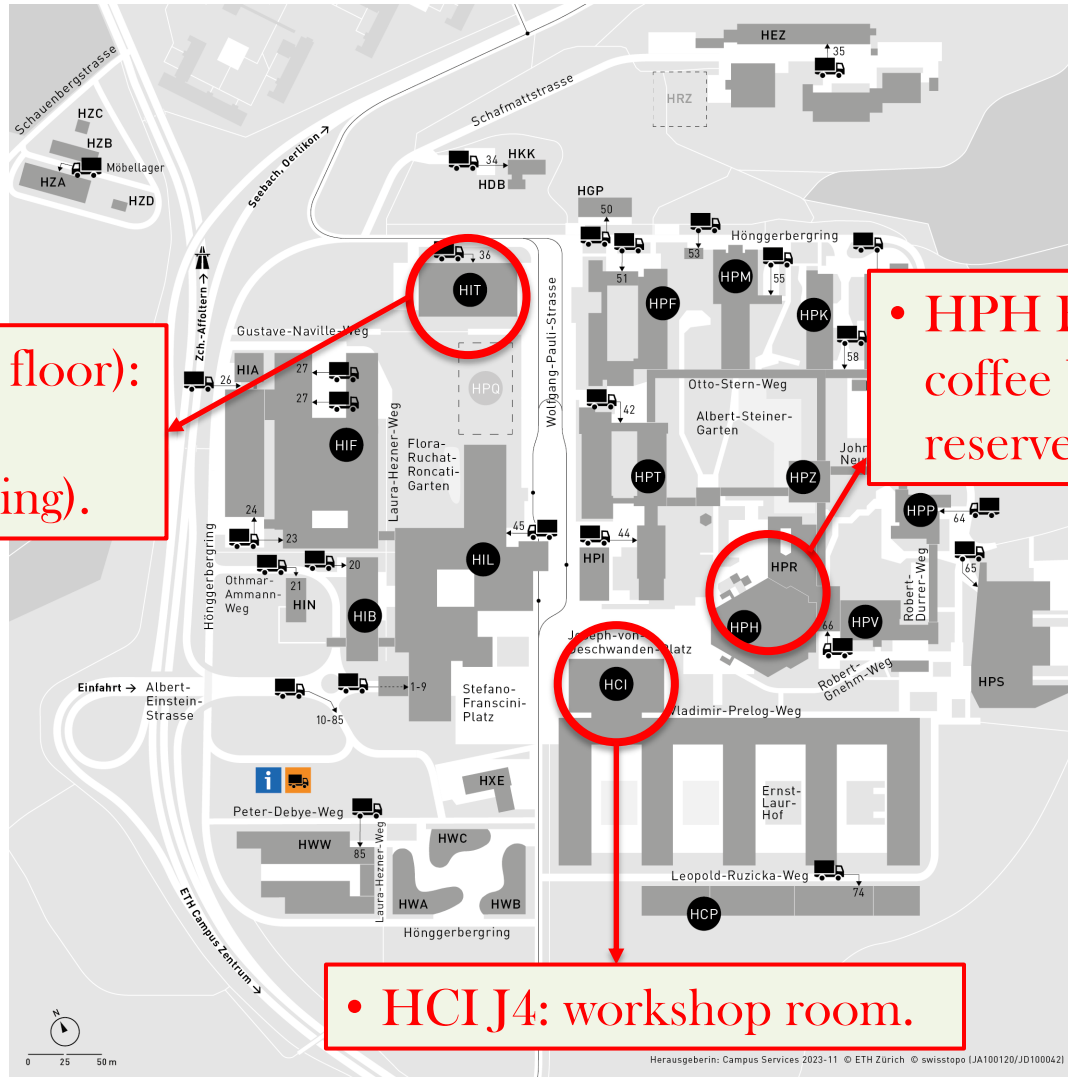 HEZ
35
HRZ
Schauenbergstrasse
HZC
HZB
Möbellager
HZA
HZD
Seebach, Oerlikon →
Schafmattstrasse
34
HKK
HDB
HGP
50
53
Hönggerbergring
51
55
HPM
36
HIT
HPF
HPK
58
Zch.-Affoltern →
Gustave-Naville-Weg
26
HIA
27
27
HPQ
Wolfgang-Pauli-Strasse
floor):
ing).
• HPH
coffee
reserve
Otto-Stern-Weg
42
Albert-Steiner-
Garten
HIF
Laura-Hezner-Weg
Flora-
Ruchat-
Roncati-
Garten
HPT
HPZ
John
Neu
HPP
64
24
23
45
44
65
Hönggerbergring
20
HIL
HPI
HPR
Othmar-
Ammann-
Weg
21
HIN
HIB
HPH
66
HPV
Robert-
Durrer-Weg
Joseph-von-
Deschwanden-Platz
Robert-
Gnehm-Weg
HPS
Einfahrt →
Albert-
Einstein-
Strasse
1-9
10-85
Stefano-
Franscini-
Platz
HCI
Vladimir-Prelog-Weg
i
HXE
Peter-Debye-Weg
Ernst-
Laur-
Hof
HWW
85
Laura-Hezner-Weg
HWC
HWA
HWB
Leopold-Ruzicka-Weg
74
HCP
Hönggerbergring
ETH Campus Zentrum →
• HCI J4: workshop room.
N
0 25 50 m
Herausgeberin: Campus Services 2023-11 © ETH Zürich © swisstopo (JA100120/JD100042)